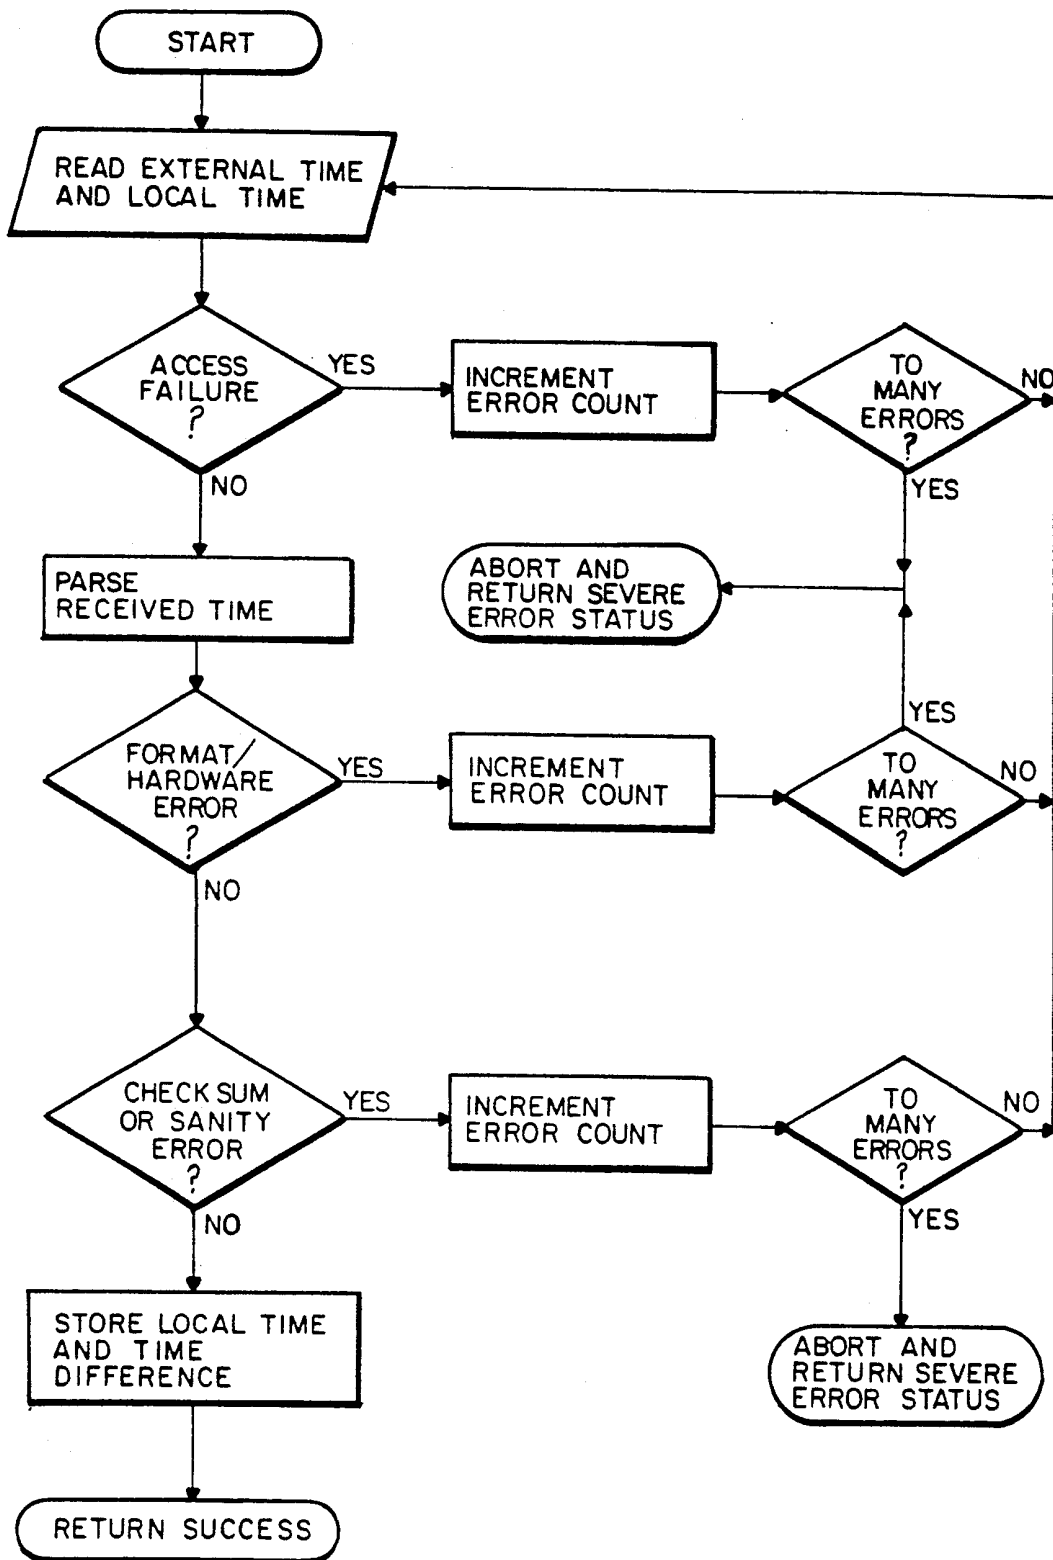 START
READ EXTERNAL TIME
AND LOCAL TIME
ACCESS
FAILURE
?
YES
INCREMENT
ERROR COUNT
TO
MANY
ERRORS
?
NO
NO
YES
PARSE
RECEIVED TIME
ABORT AND
RETURN SEVERE
ERROR STATUS
YES
FORMAT/
HARDWARE
ERROR
?
YES
INCREMENT
ERROR COUNT
TO
MANY
ERRORS
?
NO
NO
CHECK SUM
OR SANITY
ERROR
?
YES
INCREMENT
ERROR COUNT
TO
MANY
ERRORS
?
NO
NO
YES
STORE LOCAL TIME
AND TIME
DIFFERENCE
ABORT AND
RETURN SEVERE
ERROR STATUS
RETURN SUCCESS